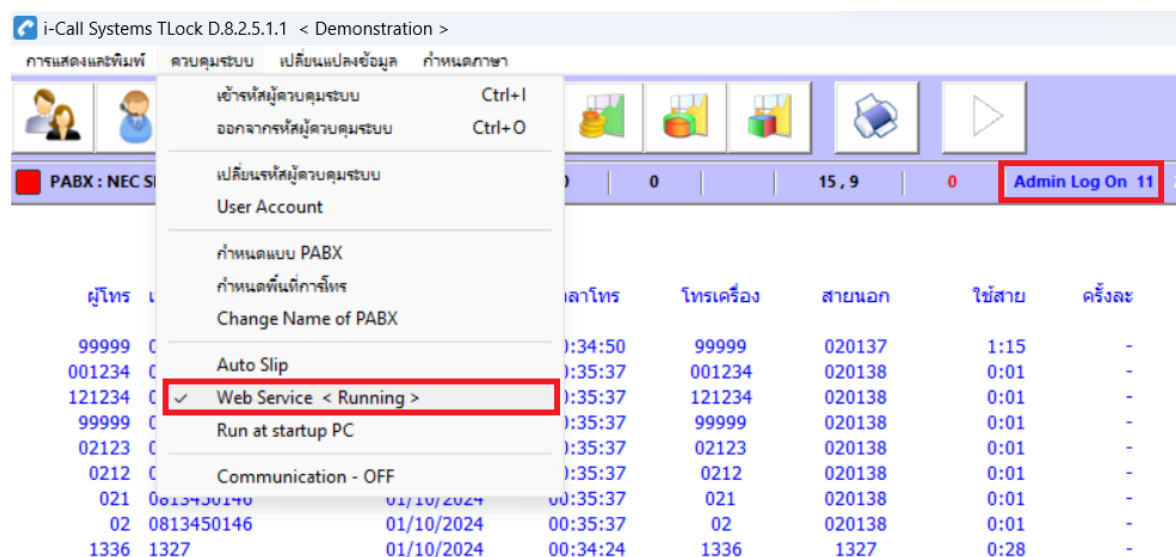 i-Call Systems TLock D.8.2.5.1.1 < Demonstration >
การแสดงและพิมพ์ ควบคุมระบบ เปลี่ยนแปลงข้อมูล กำหนดภาษา
เข้ารหัสผู้ควบคุมระบบ Ctrl+I
ออกจากรหัสผู้ควบคุมระบบ Ctrl+O
เปลี่ยนรหัสผู้ควบคุมระบบ
User Account
กำหนดแบบ PABX
กำหนดพื้นที่การโทร
Change Name of PABX
Auto Slip
Web Service < Running >
Run at startup PC
Communication - OFF
PABX : NEC 0 15 , 9 0 Admin Log On 11
ผู้โทร โทรเครื่อง สายนอก ใช้สาย ครั้งละ
99999 :34:50 99999 020137 1:15 -
001234 :35:37 001234 020138 0:01 -
121234 :35:37 121234 020138 0:01 -
99999 :35:37 99999 020138 0:01 -
02123 :35:37 02123 020138 0:01 -
0212 :35:37 0212 020138 0:01 -
021 0813450146 01/10/2024 00:35:37 021 020138 0:01 -
02 0813450146 01/10/2024 00:35:37 02 020138 0:01 -
1336 1327 01/10/2024 00:34:24 1336 1327 0:28 -